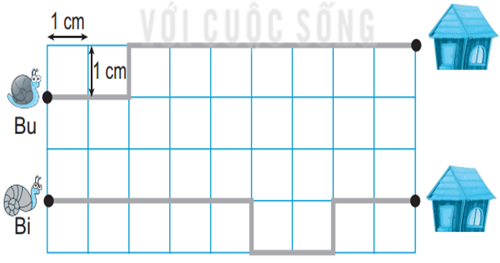 VỚI CUỘC SỐNG
1 cm
1 cm
Bu
Bi